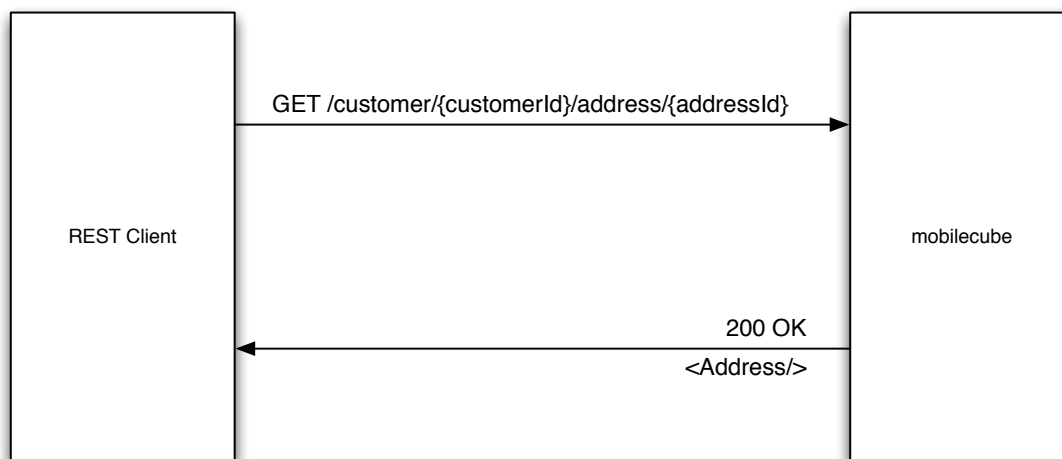 GET /customer/{customerId}/address/{addressId}
REST Client
mobilecube
200 OK
<Address/>